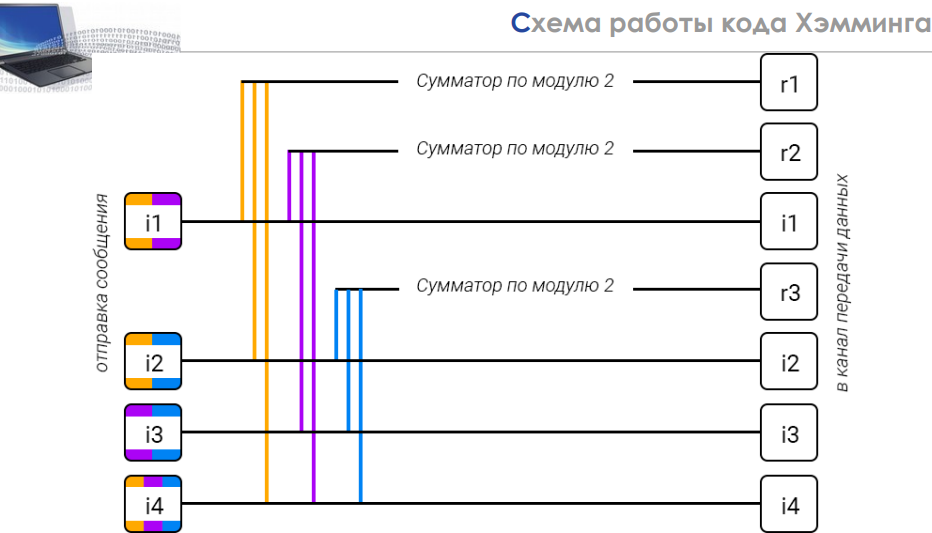 Схема работы кода Хэмминга
Сумматор по модулю 2
r1
Сумматор по модулю 2
r2
отправка сообщения
i1
i1
в канал передачи данных
Сумматор по модулю 2
r3
i2
i2
i3
i3
i4
i4